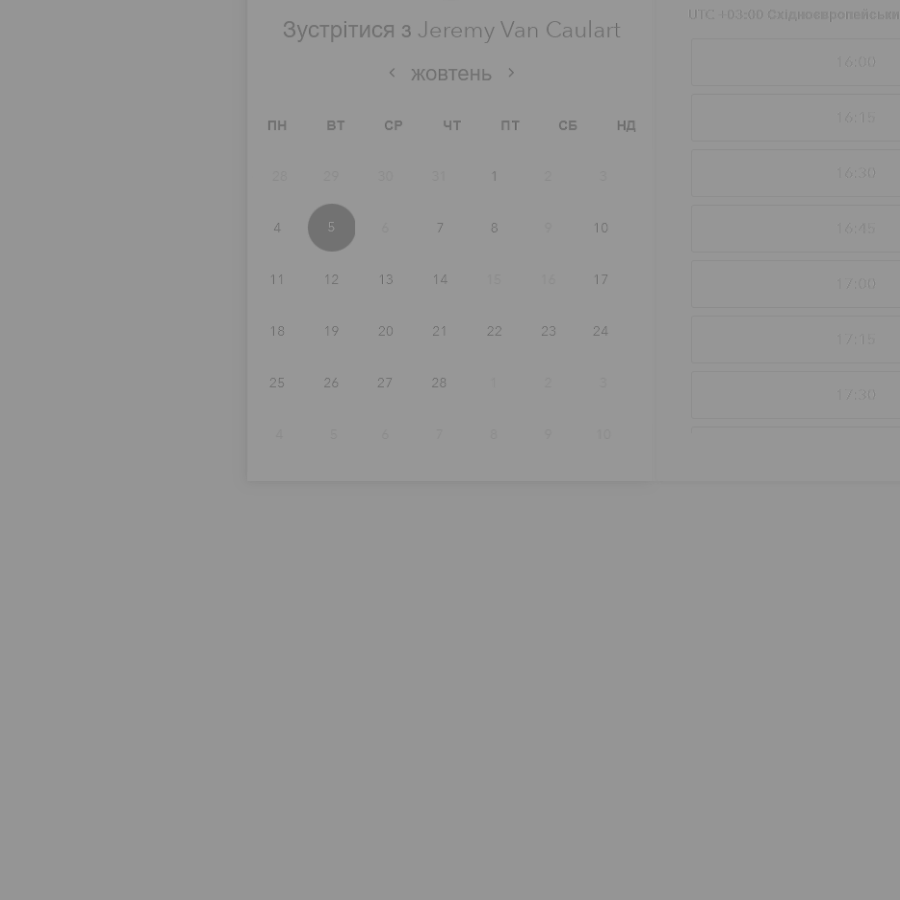 Зустрітися з Jeremy Van Caulart
‹ жовтень ›
ПН ВТ СР ЧТ ПТ СБ НД
28 29 30 31 1 2 3
4 5 6 7 8 9 10
11 12 13 14 15 16 17
18 19 20 21 22 23 24
25 26 27 28 1 2 3
4 5 6 7 8 9 10
UTC +03:00
16:00
16:15
16:30
16:45
17:00
17:15
17:30